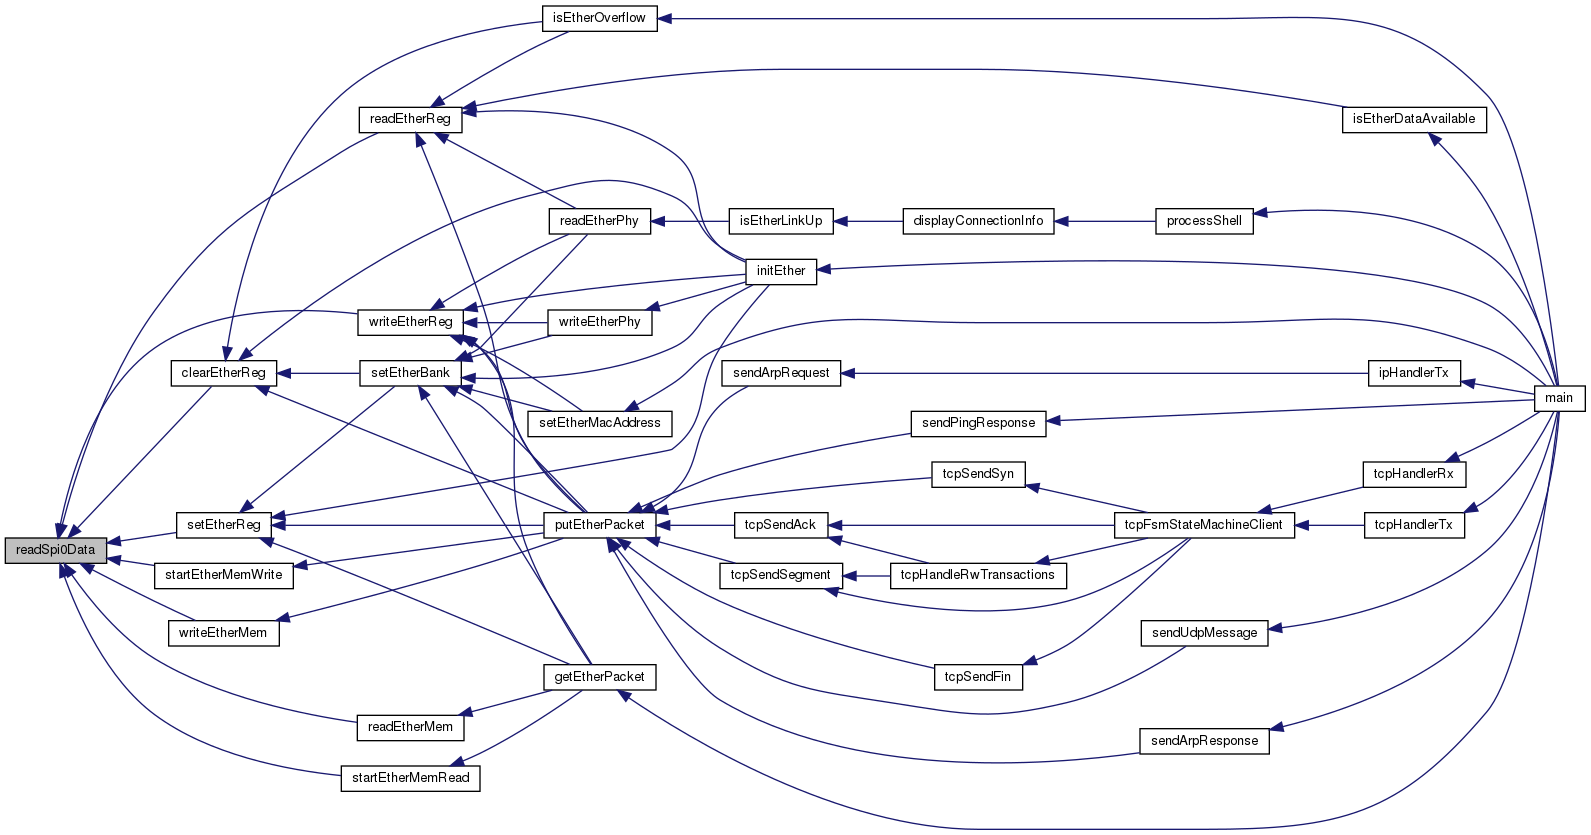 isEtherOverflow
readEtherReg
isEtherDataAvailable
readEtherPhy
isEtherLinkUp
displayConnectionInfo
processShell
initEther
writeEtherReg
writeEtherPhy
clearEtherReg
setEtherBank
sendArpRequest
ipHandlerTx
main
setEtherMacAddress
sendPingResponse
tcpSendSyn
tcpHandlerRx
readSpi0Data
setEtherReg
putEtherPacket
tcpSendAck
tcpFsmStateMachineClient
tcpHandlerTx
startEtherMemWrite
tcpSendSegment
tcpHandleRwTransactions
writeEtherMem
sendUdpMessage
getEtherPacket
tcpSendFin
readEtherMem
sendArpResponse
startEtherMemRead